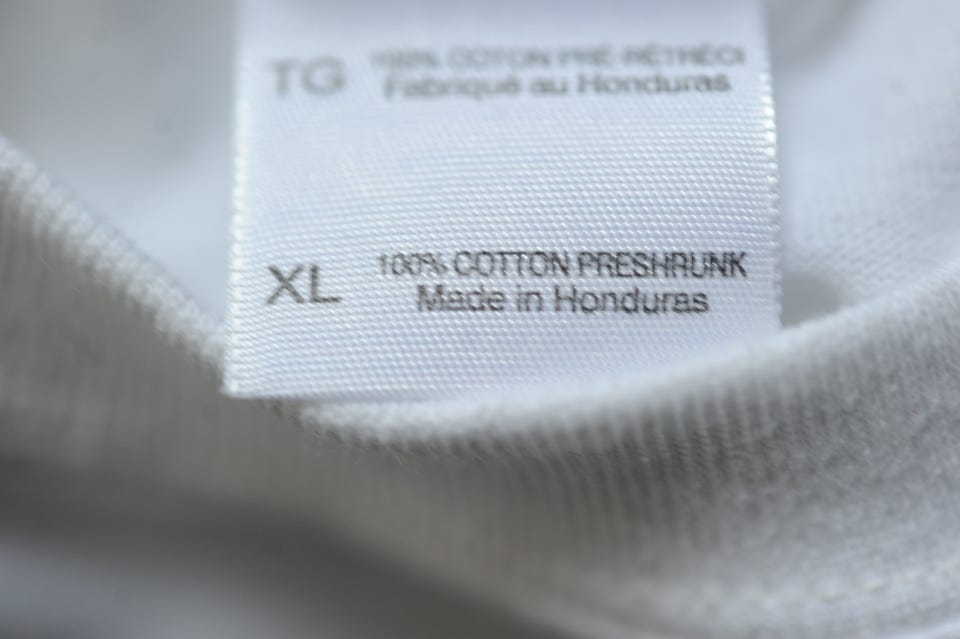 TG 100% COTON PRÉ-RÉTRÉCI
Fabriqué au Honduras
XL 100% COTTON PRESHRUNK
Made in Honduras